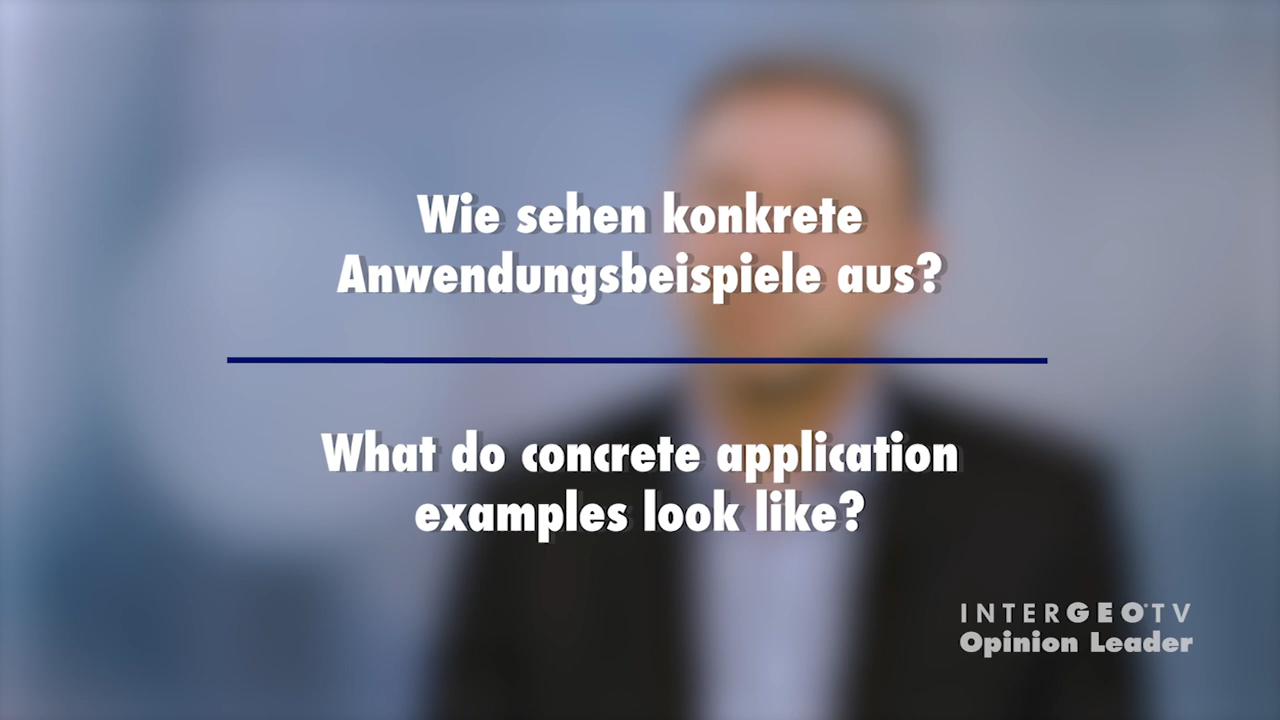 Wie sehen konkrete
Anwendungsbeispiele aus?
What do concrete application
examples look like?
INTERGEO TV
Opinion Leader